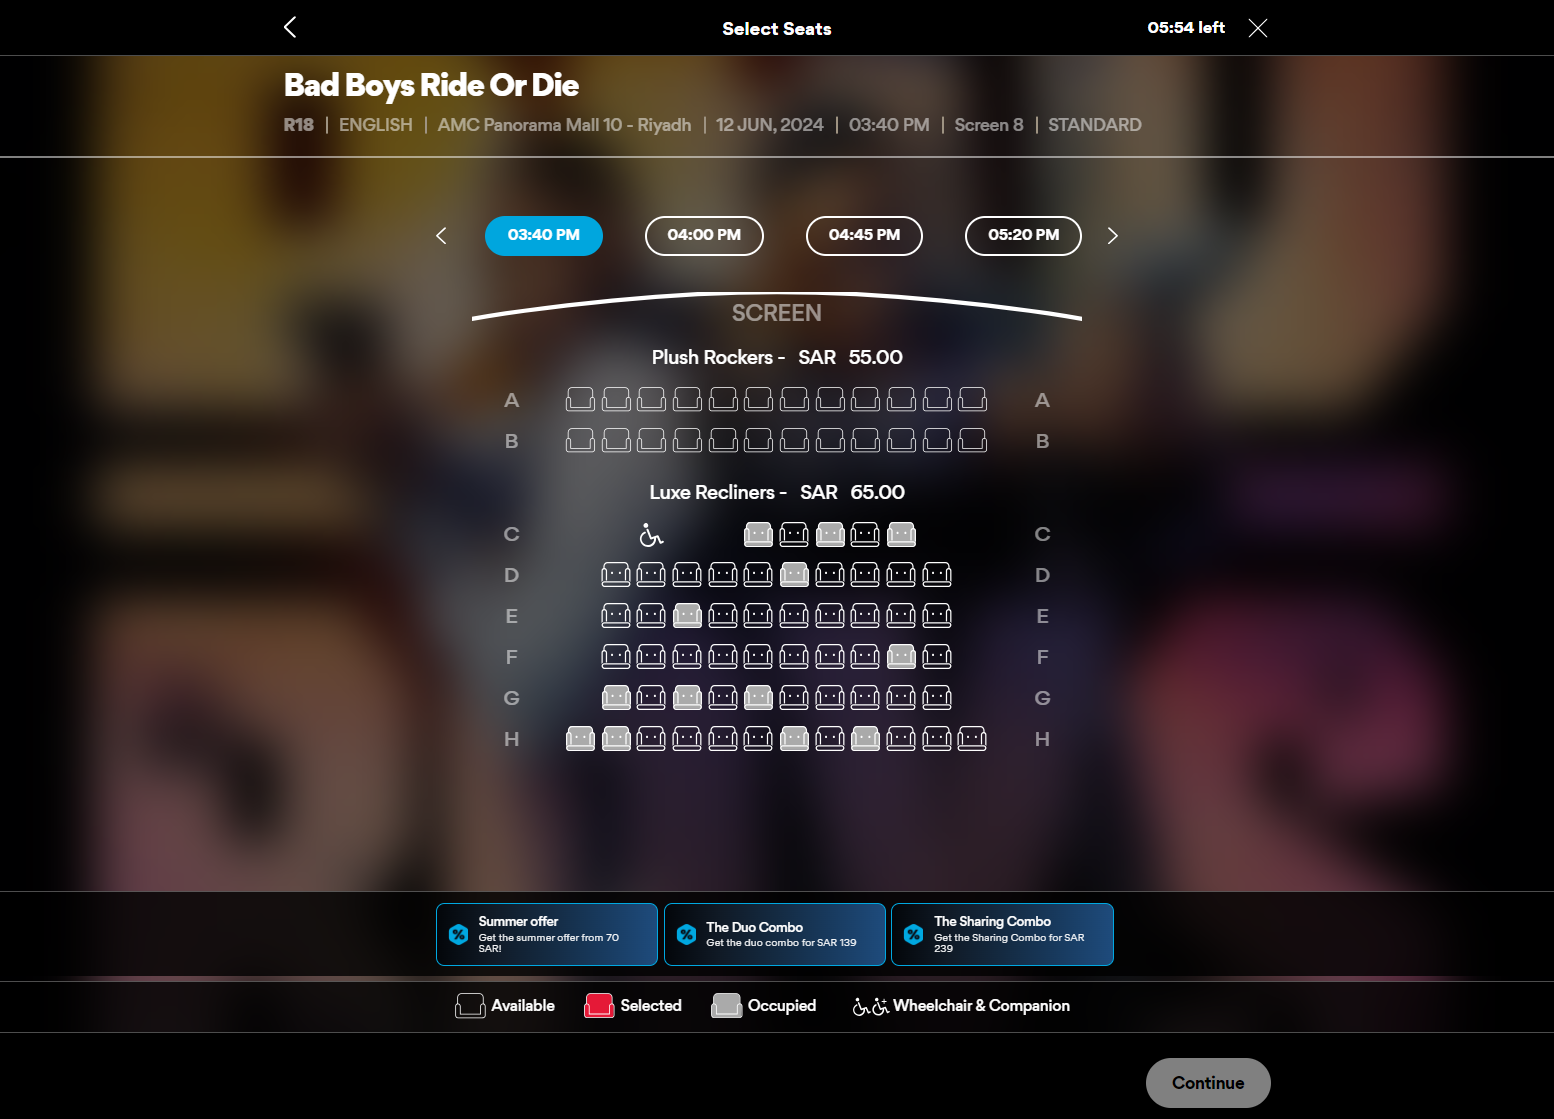 Select Seats
05:54 left
Bad Boys Ride Or Die
R18 | ENGLISH | AMC Panorama Mall 10 - Riyadh | 12 JUN, 2024 | 03:40 PM | Screen 8 | STANDARD
03:40 PM 04:00 PM 04:45 PM 05:20 PM
SCREEN
Plush Rockers - SAR 55.00
A A
B B
Luxe Recliners - SAR 65.00
C C
D D
E E
F F
G G
H H
Summer offer
Get the summer offer from 70
SAR!
The Duo Combo
Get the duo combo for SAR 139
The Sharing Combo
Get the Sharing Combo for SAR
239
Available Selected Occupied Wheelchair & Companion
Continue